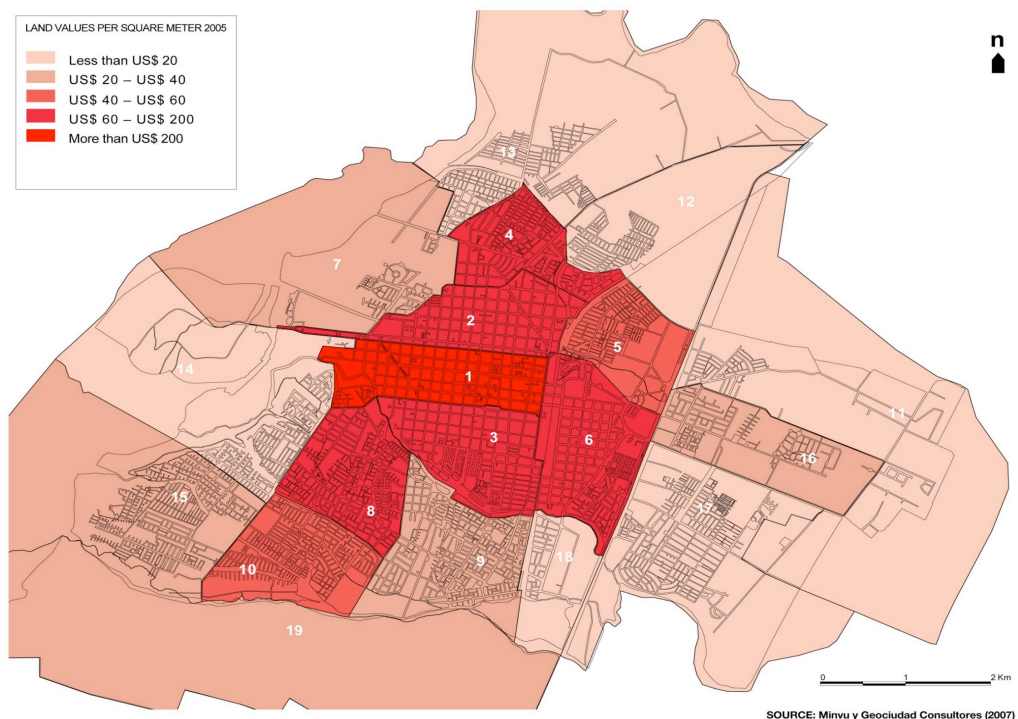 LAND VALUES PER SQUARE METER 2005
Less than US$ 20
US$ 20 – US$ 40
US$ 40 – US$ 60
US$ 60 – US$ 200
More than US$ 200
n
13
12
4
7
2
5
14
1
11
3
6
16
15
8
17
9
18
10
19
0 1 2 Km
SOURCE: Minvu y Geociudad Consultores (2007)